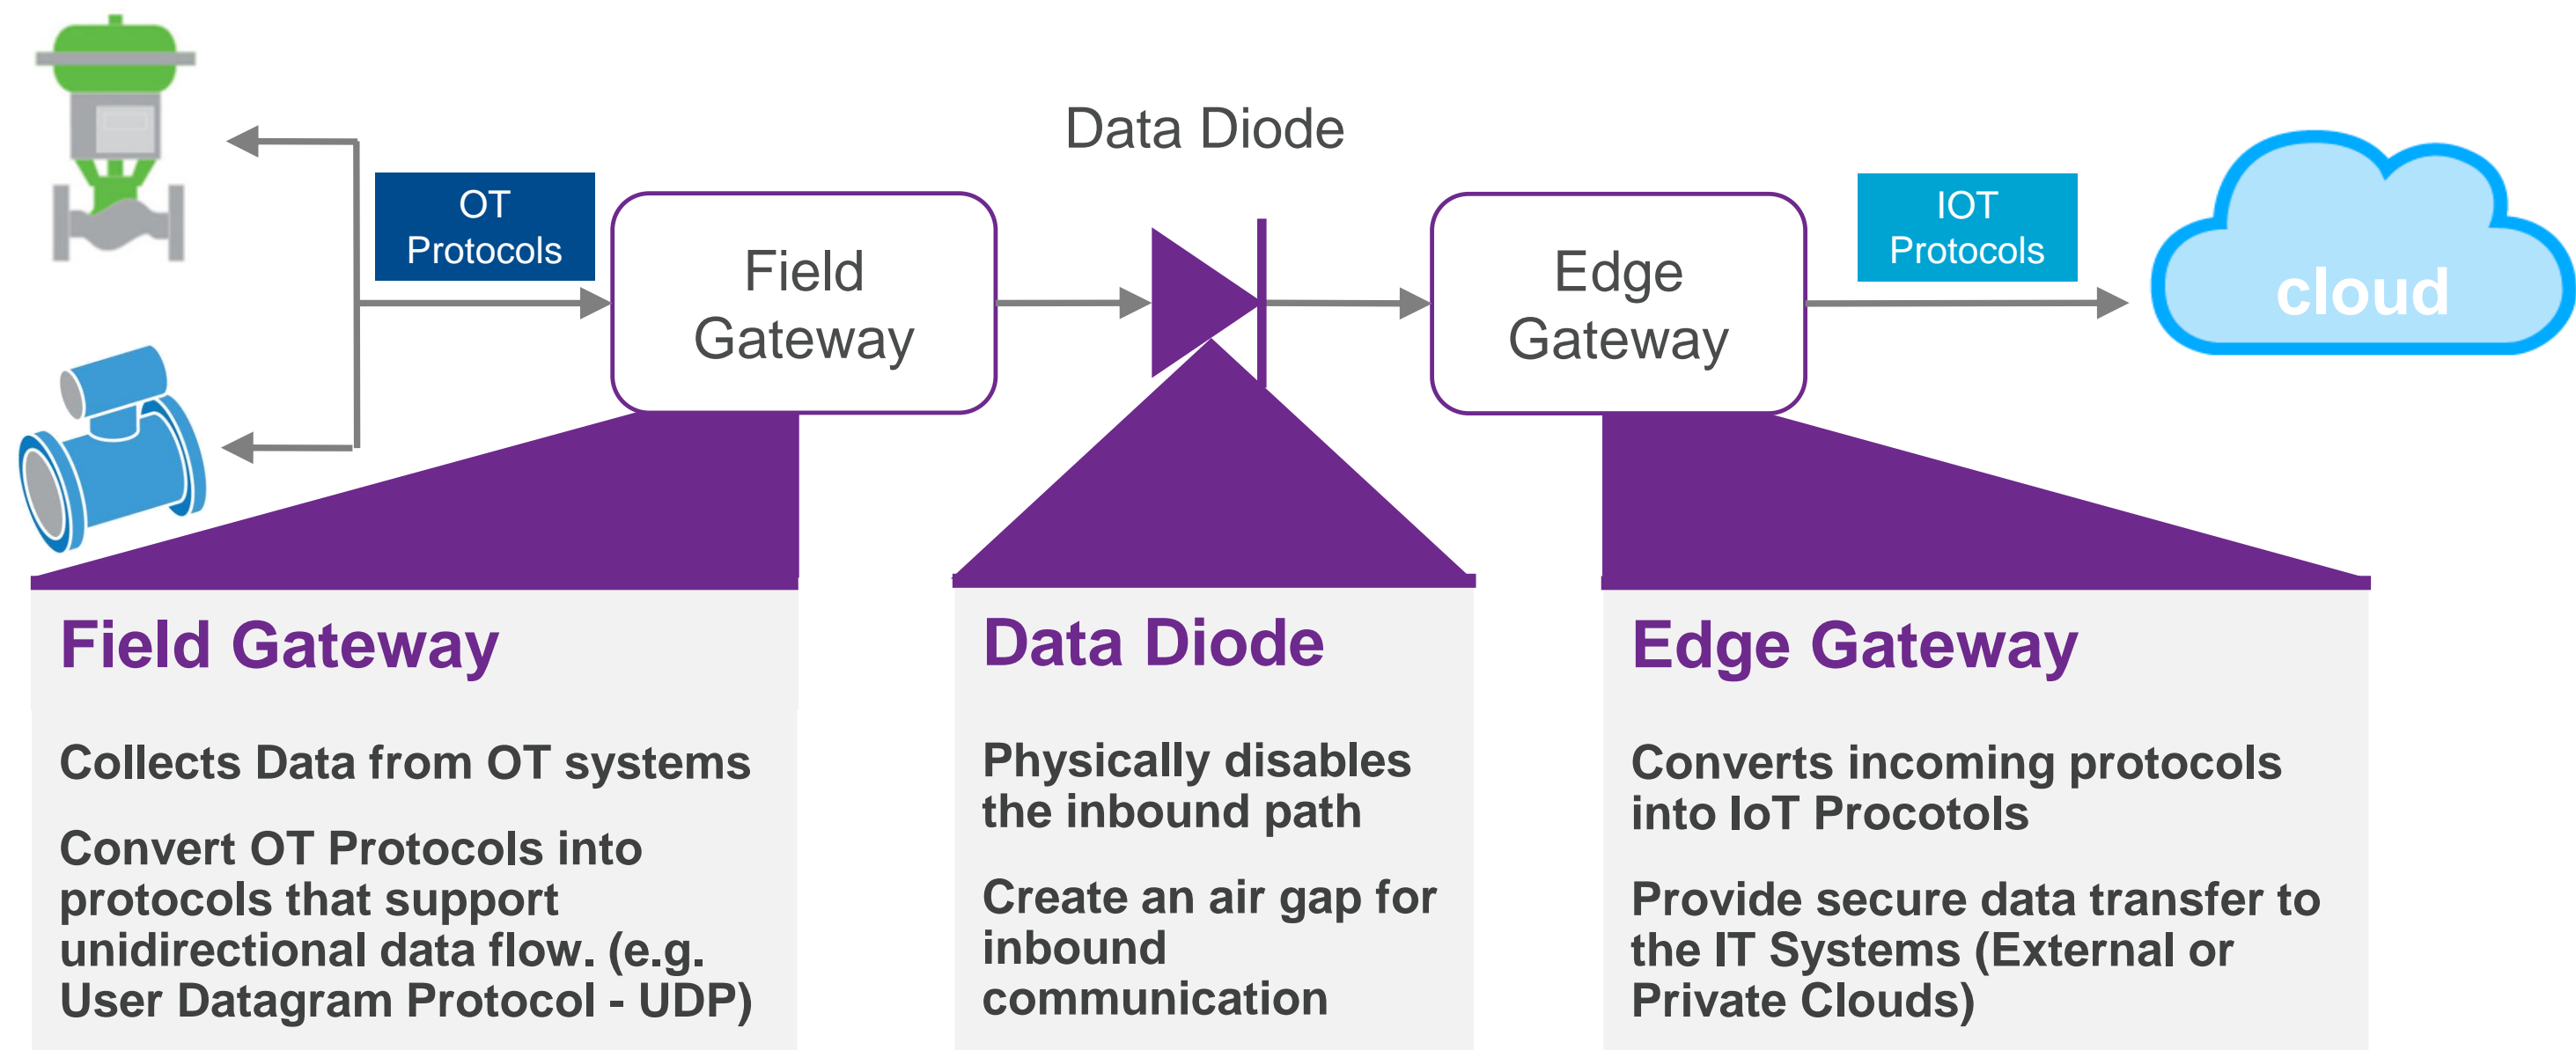 Data Diode
OT
Protocols
Field
Gateway
Edge
Gateway
IOT
Protocols
cloud
Field Gateway
Collects Data from OT systems
Convert OT Protocols into
protocols that support
unidirectional data flow. (e.g.
User Datagram Protocol - UDP)
Data Diode
Physically disables
the inbound path
Create an air gap for
inbound
communication
Edge Gateway
Converts incoming protocols
into IoT Procotols
Provide secure data transfer to
the IT Systems (External or
Private Clouds)